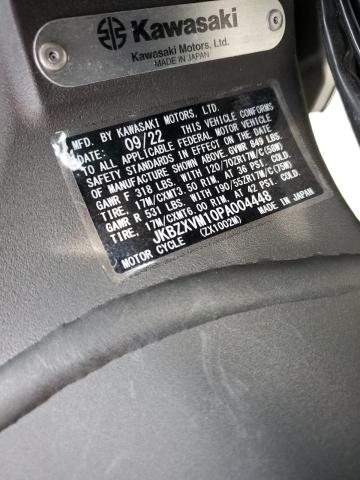 Kawasaki
Kawasaki Motors, Ltd.
MADE IN JAPAN
MFD. BY KAWASAKI MOTORS, LTD.
DATE: 09/22 THIS VEHICLE CONFORMS
TO ALL APPLICABLE FEDERAL MOTOR VEHICLE
SAFETY STANDARDS IN EFFECT ON THE DATE
OF MANUFACTURE SHOWN ABOVE GVWR 849 LBS.
GAWR F 318 LBS. WITH 120/70ZR17M/C(58W)
TIRE, 17M/CXMT3.50 RIM, AT 36 PSI. COLD
GAWR R 531 LBS. WITH 190/55ZR17M/C(75W)
TIRE, 17M/CXMT6.00 RIM, AT 42 PSI. COLD
JKBZXVM10PA004448
MOTOR CYCLE (ZX1002M) MADE IN JAPAN